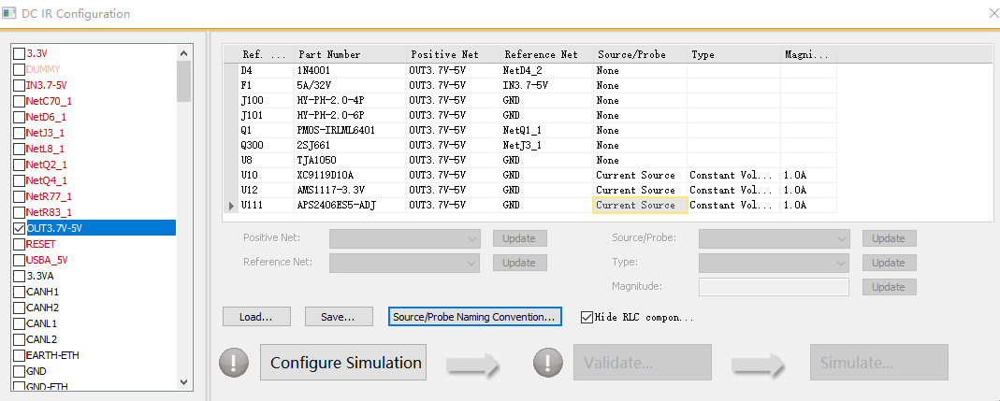 DC IR Configuration
3.3V
DUMMY
IN3.7-5V
NetC70_1
NetD6_1
NetJ3_1
NetL8_1
NetQ2_1
NetQ4_1
NetR77_1
NetR83_1
OUT3.7V-5V
RESET
USBA_5V
3.3VA
CANH1
CANH2
CANL1
CANL2
EARTH-ETH
GND
GND-ETH
Ref. ... Part Number Positive Net Reference Net Source/Probe Type Magni...
D4 1N4001 OUT3.7V-5V NetD4_2 None
F1 5A/32V OUT3.7V-5V IN3.7-5V None
J100 HY-PH-2.0-4P OUT3.7V-5V GND None
J101 HY-PH-2.0-6P OUT3.7V-5V GND None
Q1 PMOS-IRLML6401 OUT3.7V-5V NetQ1_1 None
Q300 2SJ661 OUT3.7V-5V NetJ3_1 None
U8 TJA1050 OUT3.7V-5V GND None
U10 XC9119D10A OUT3.7V-5V GND Current Source Constant Vol... 1.0A
U12 AMS1117-3.3V OUT3.7V-5V GND Current Source Constant Vol... 1.0A
U111 APS2406ES5-ADJ OUT3.7V-5V GND Current Source Constant Vol... 1.0A
Positive Net: Update Source/Probe: Update
Reference Net: Update Type: Update
Magnitude: Update
Load... Save... Source/Probe Naming Convention... Hide RLC compon...
Configure Simulation Validate... Simulate...